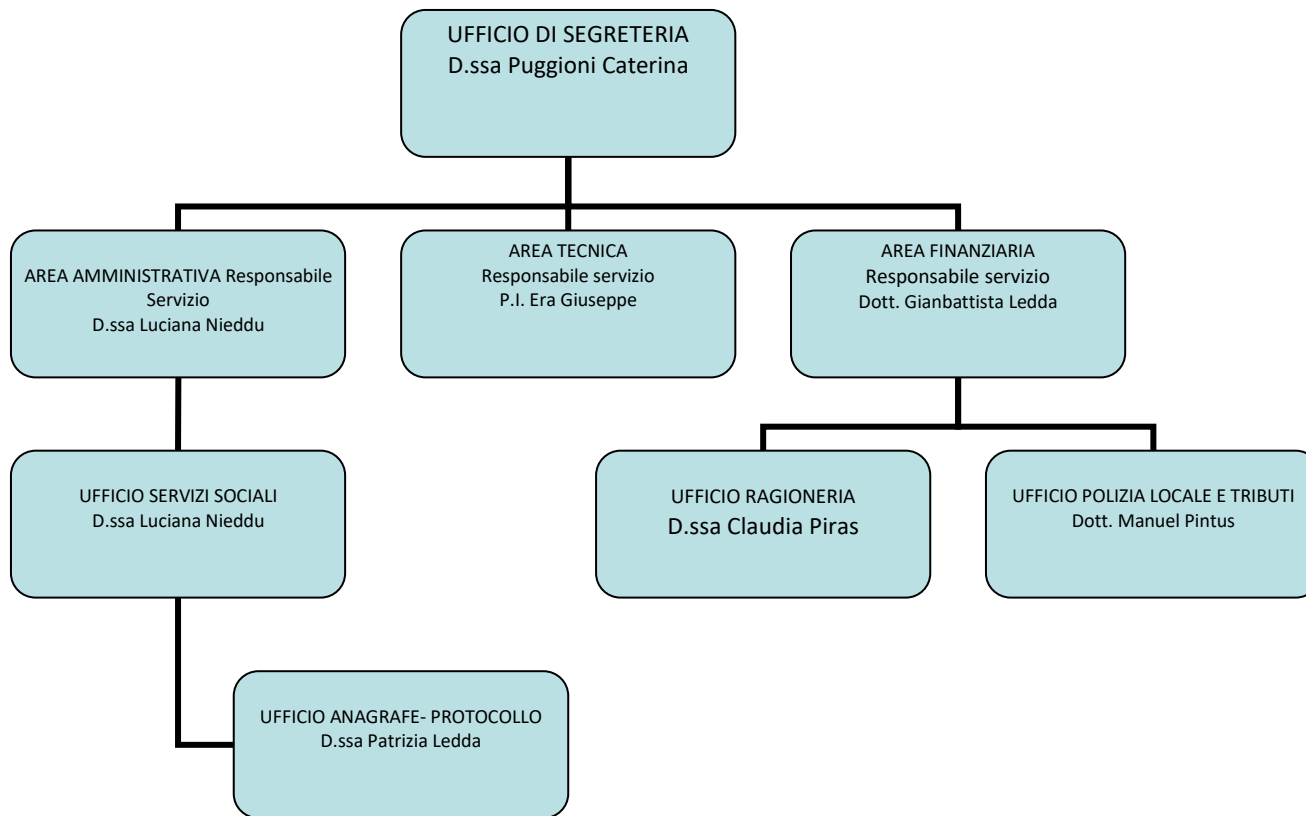 UFFICIO DI SEGRETERIA
D.ssa Puggioni Caterina
AREA AMMINISTRATIVA Responsabile
Servizio
D.ssa Luciana Nieddu
AREA TECNICA
Responsabile servizio
P.I. Era Giuseppe
AREA FINANZIARIA
Responsabile servizio
Dott. Gianbattista Ledda
UFFICIO SERVIZI SOCIALI
D.ssa Luciana Nieddu
UFFICIO RAGIONERIA
D.ssa Claudia Piras
UFFICIO POLIZIA LOCALE E TRIBUTI
Dott. Manuel Pintus
UFFICIO ANAGRAFE- PROTOCOLLO
D.ssa Patrizia Ledda